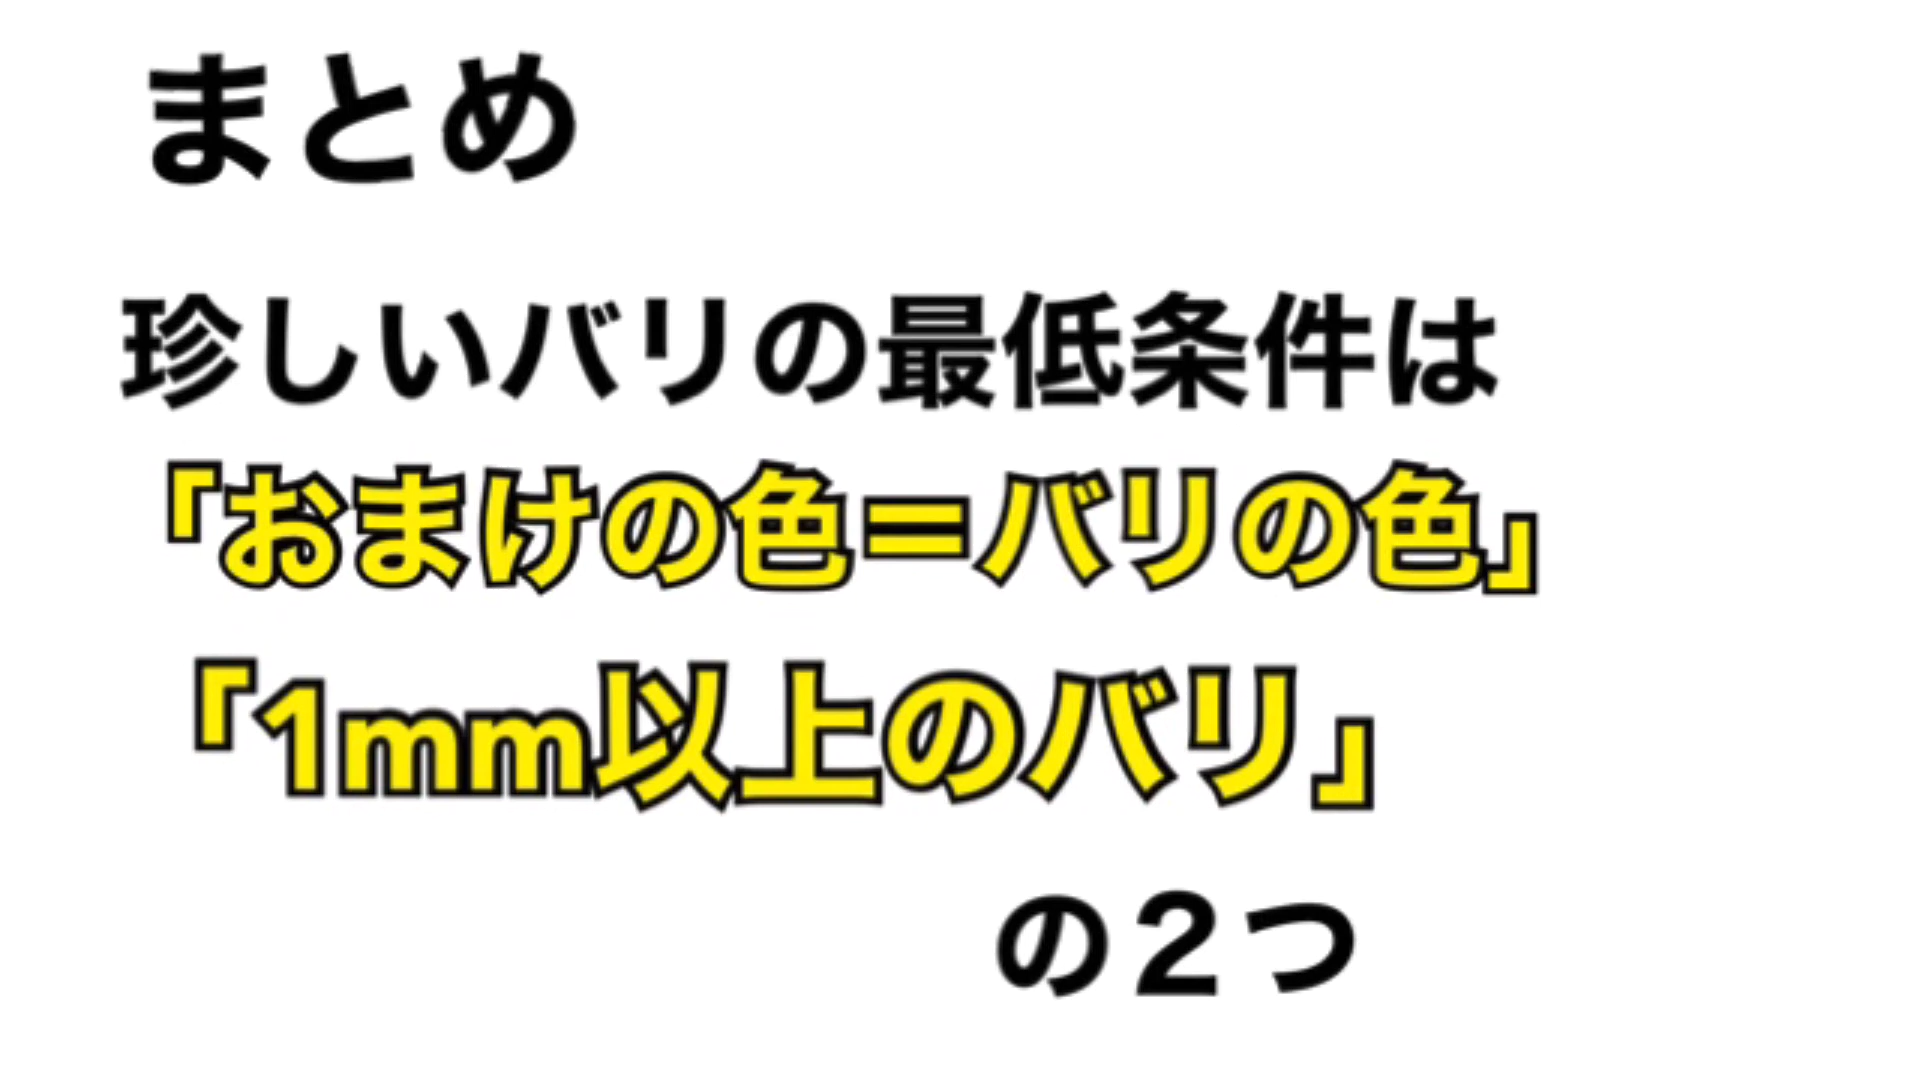 まとめ
珍しいバリの最低条件は
「おまけの色＝バリの色」
「1mm以上のバリ」
の２つ